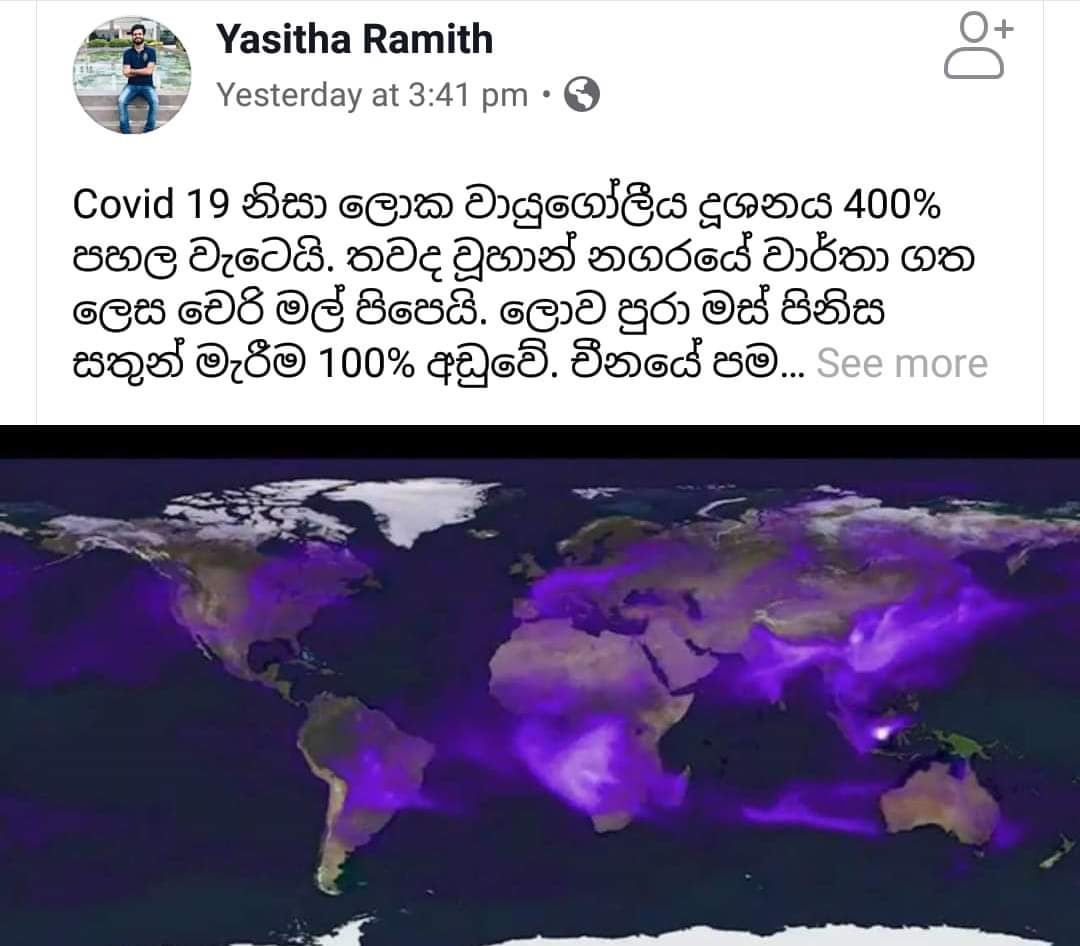 Yasitha Ramith
Yesterday at 3:41 pm •
Covid 19 නිසා ලොක වායුගෝලීය දූශනය 400%
පහල වැටෙයි. තවද වූහාන් නගරයේ වාර්තා ගත
ලෙස චෙරි මල් පිපෙයි. ලොව පුරා මස් පිනිස
සතුන් මැරීම 100% අඩුවේ. චීනයේ පම... See more